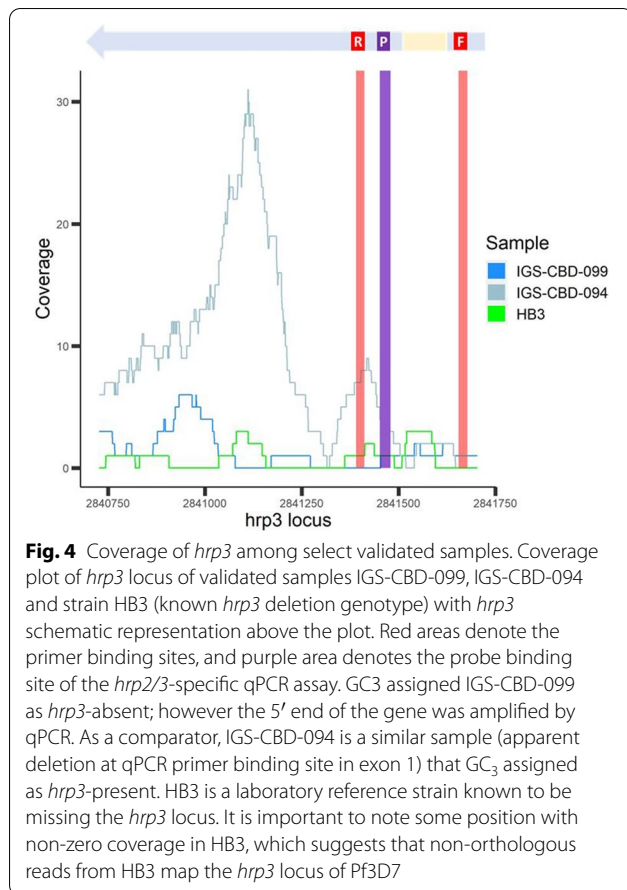 R P F
30
20
10
0
Coverage
2840750 2841000 2841250 2841500 2841750
hrp3 locus
Sample
IGS-CBD-099
IGS-CBD-094
HB3
Fig. 4 Coverage of hrp3 among select validated samples. Coverage
plot of hrp3 locus of validated samples IGS-CBD-099, IGS-CBD-094
and strain HB3 (known hrp3 deletion genotype) with hrp3
schematic representation above the plot. Red areas denote the
primer binding sites, and purple area denotes the probe binding
site of the hrp2/3-specific qPCR assay. GC3 assigned IGS-CBD-099
as hrp3-absent; however the 5′ end of the gene was amplified by
qPCR. As a comparator, IGS-CBD-094 is a similar sample (apparent
deletion at qPCR primer binding site in exon 1) that GC₃ assigned
as hrp3-present. HB3 is a laboratory reference strain known to be
missing the hrp3 locus. It is important to note some position with
non-zero coverage in HB3, which suggests that non-orthologous
reads from HB3 map the hrp3 locus of Pf3D7